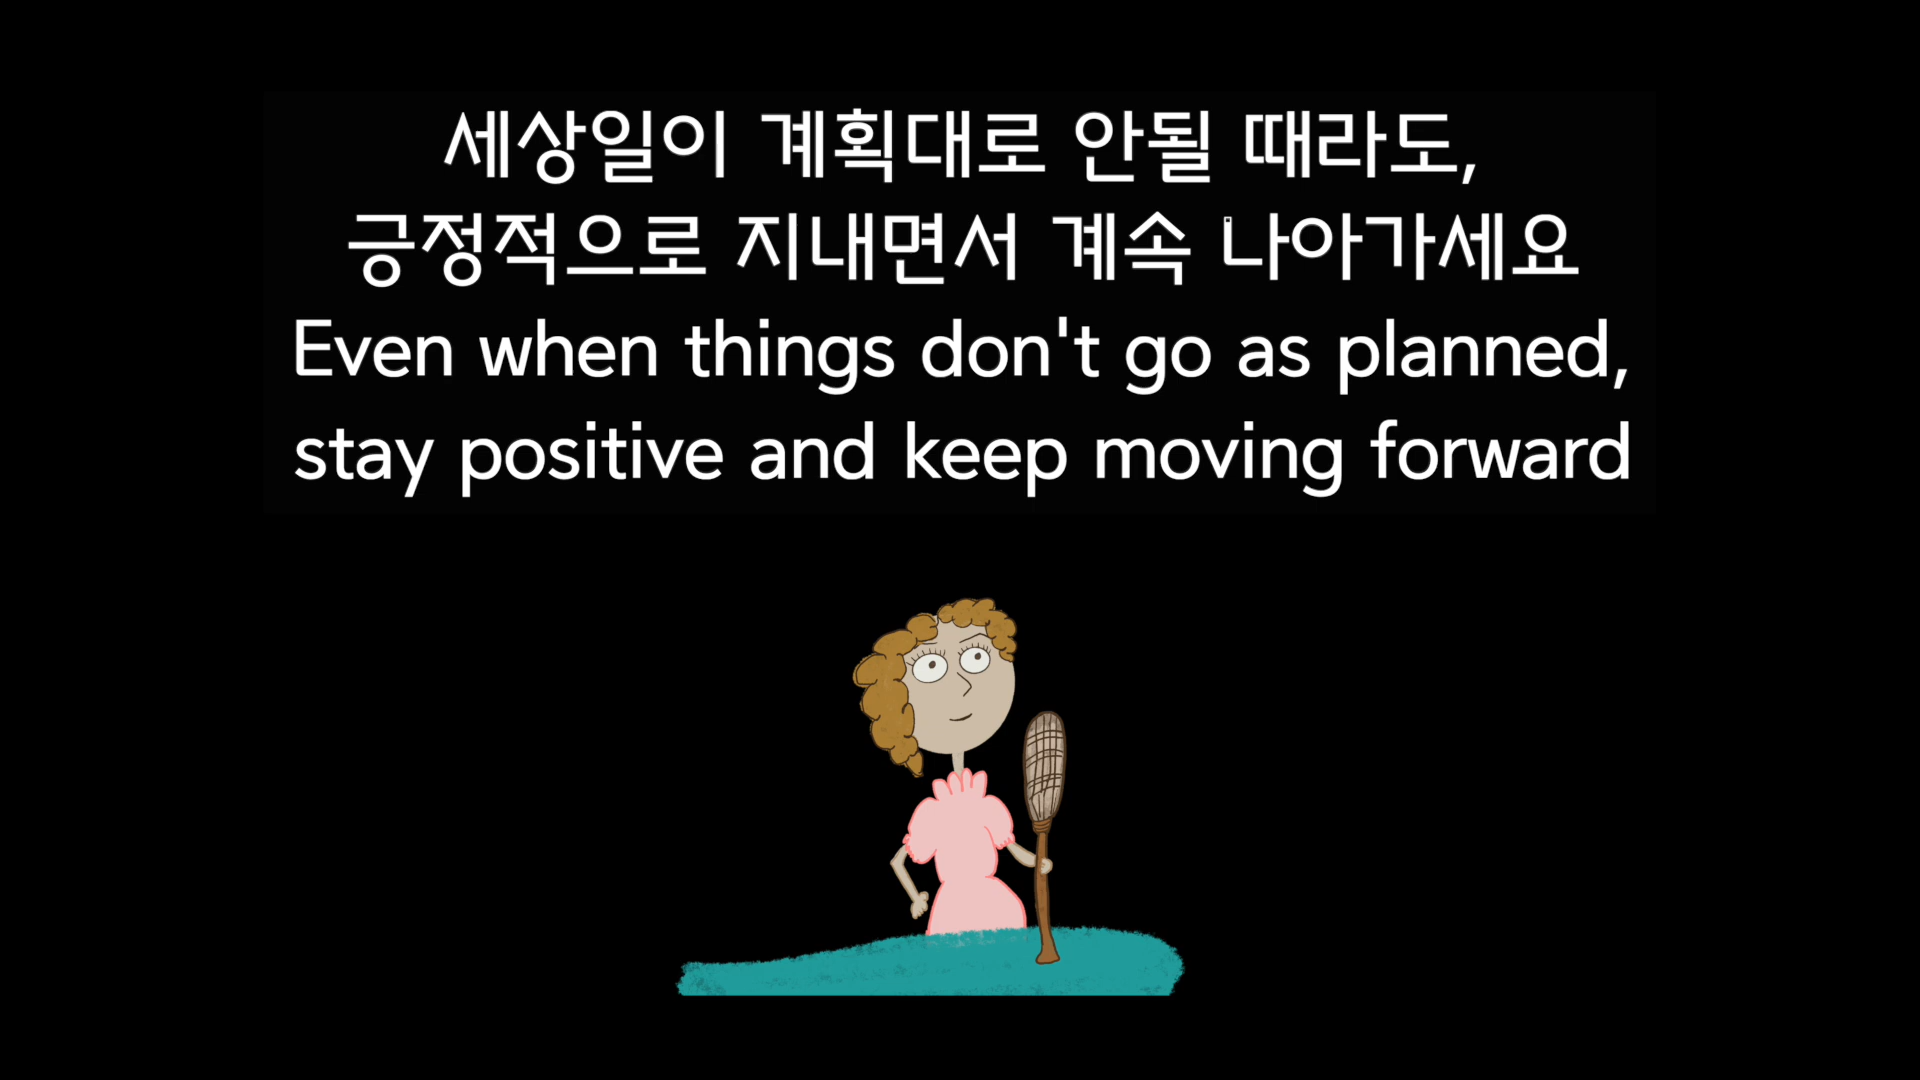 세상일이 계획대로 안될 때라도,
긍정적으로 지내면서 계속 나아가세요
Even when things don't go as planned,
stay positive and keep moving forward